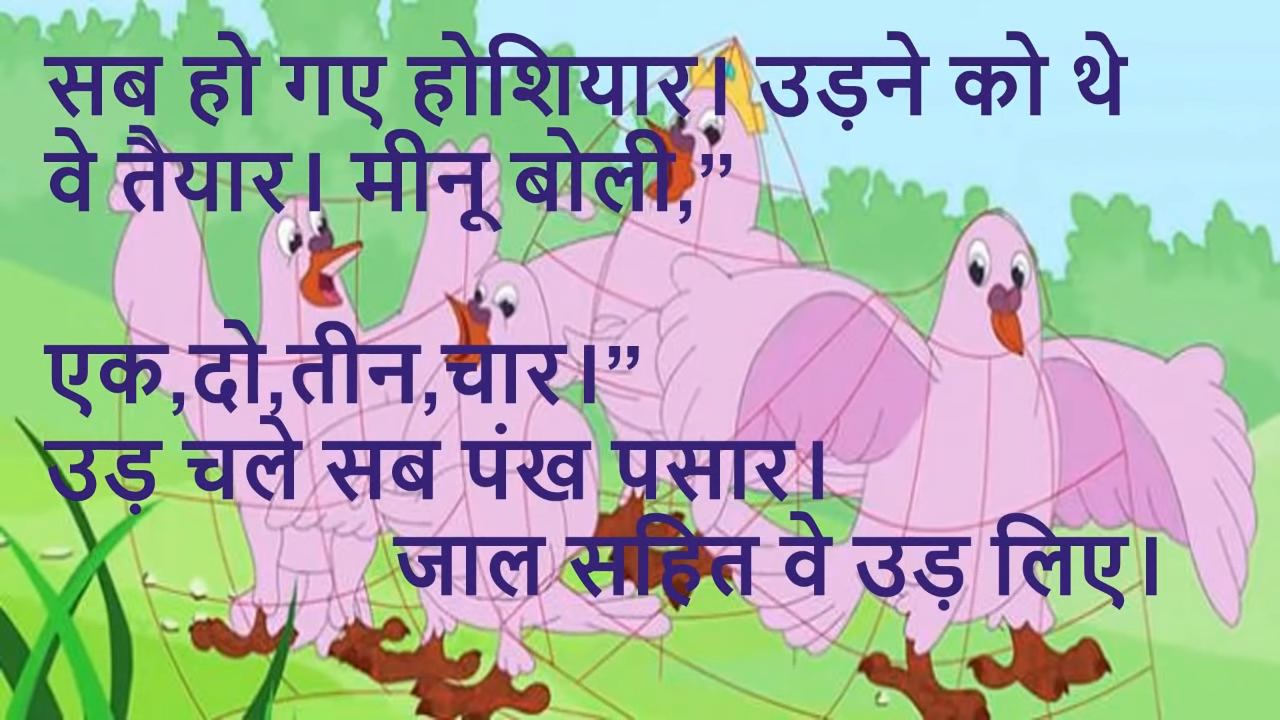 सब हो गए होशियार। उड़ने को थे
वे तैयार। मीनू बोली,”
एक,दो,तीन,चार।”
उड़ चले सब पंख पसार।
जाल सहित वे उड़ लिए।